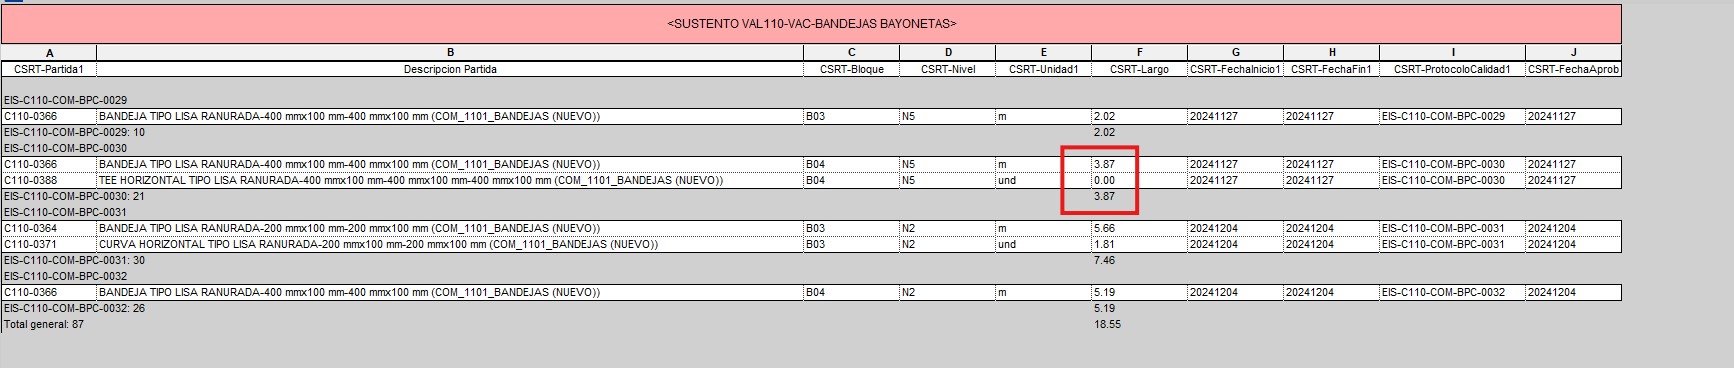 <SUSTENTO VAL110-VAC-BANDEJAS BAYONETAS>
A B C D E F G H I J
CSRT-Partida1 Descripcion Partida CSRT-Bloque CSRT-Nivel CSRT-Unidad1 CSRT-Largo CSRT-FechaInicio1 CSRT-FechaFin1 CSRT-ProtocoloCalidad1 CSRT-FechaAprob
EIS-C110-COM-BPC-0029
C110-0366 BANDEJA TIPO LISA RANURADA-400 mmx100 mm-400 mmx100 mm (COM_1101_BANDEJAS (NUEVO)) B03 N5 m 2.02 20241127 20241127 EIS-C110-COM-BPC-0029 20241127
EIS-C110-COM-BPC-0029: 10 2.02
EIS-C110-COM-BPC-0030
C110-0366 BANDEJA TIPO LISA RANURADA-400 mmx100 mm-400 mmx100 mm (COM_1101_BANDEJAS (NUEVO)) B04 N5 m 3.87 20241127 20241127 EIS-C110-COM-BPC-0030 20241127
C110-0388 TEE HORIZONTAL TIPO LISA RANURADA-400 mmx100 mm-400 mmx100 mm-400 mmx100 mm (COM_1101_BANDEJAS (NUEVO)) B04 N5 und 0.00 20241127 20241127 EIS-C110-COM-BPC-0030 20241127
EIS-C110-COM-BPC-0030: 21 3.87
EIS-C110-COM-BPC-0031
C110-0364 BANDEJA TIPO LISA RANURADA-200 mmx100 mm-200 mmx100 mm (COM_1101_BANDEJAS (NUEVO)) B03 N2 m 5.66 20241204 20241204 EIS-C110-COM-BPC-0031 20241204
C110-0371 CURVA HORIZONTAL TIPO LISA RANURADA-200 mmx100 mm-200 mmx100 mm (COM_1101_BANDEJAS (NUEVO)) B03 N2 und 1.81 20241204 20241204 EIS-C110-COM-BPC-0031 20241204
EIS-C110-COM-BPC-0031: 30 7.46
EIS-C110-COM-BPC-0032
C110-0366 BANDEJA TIPO LISA RANURADA-400 mmx100 mm-400 mmx100 mm (COM_1101_BANDEJAS (NUEVO)) B04 N2 m 5.19 20241204 20241204 EIS-C110-COM-BPC-0032 20241204
EIS-C110-COM-BPC-0032: 26 5.19
Total general: 87 18.55